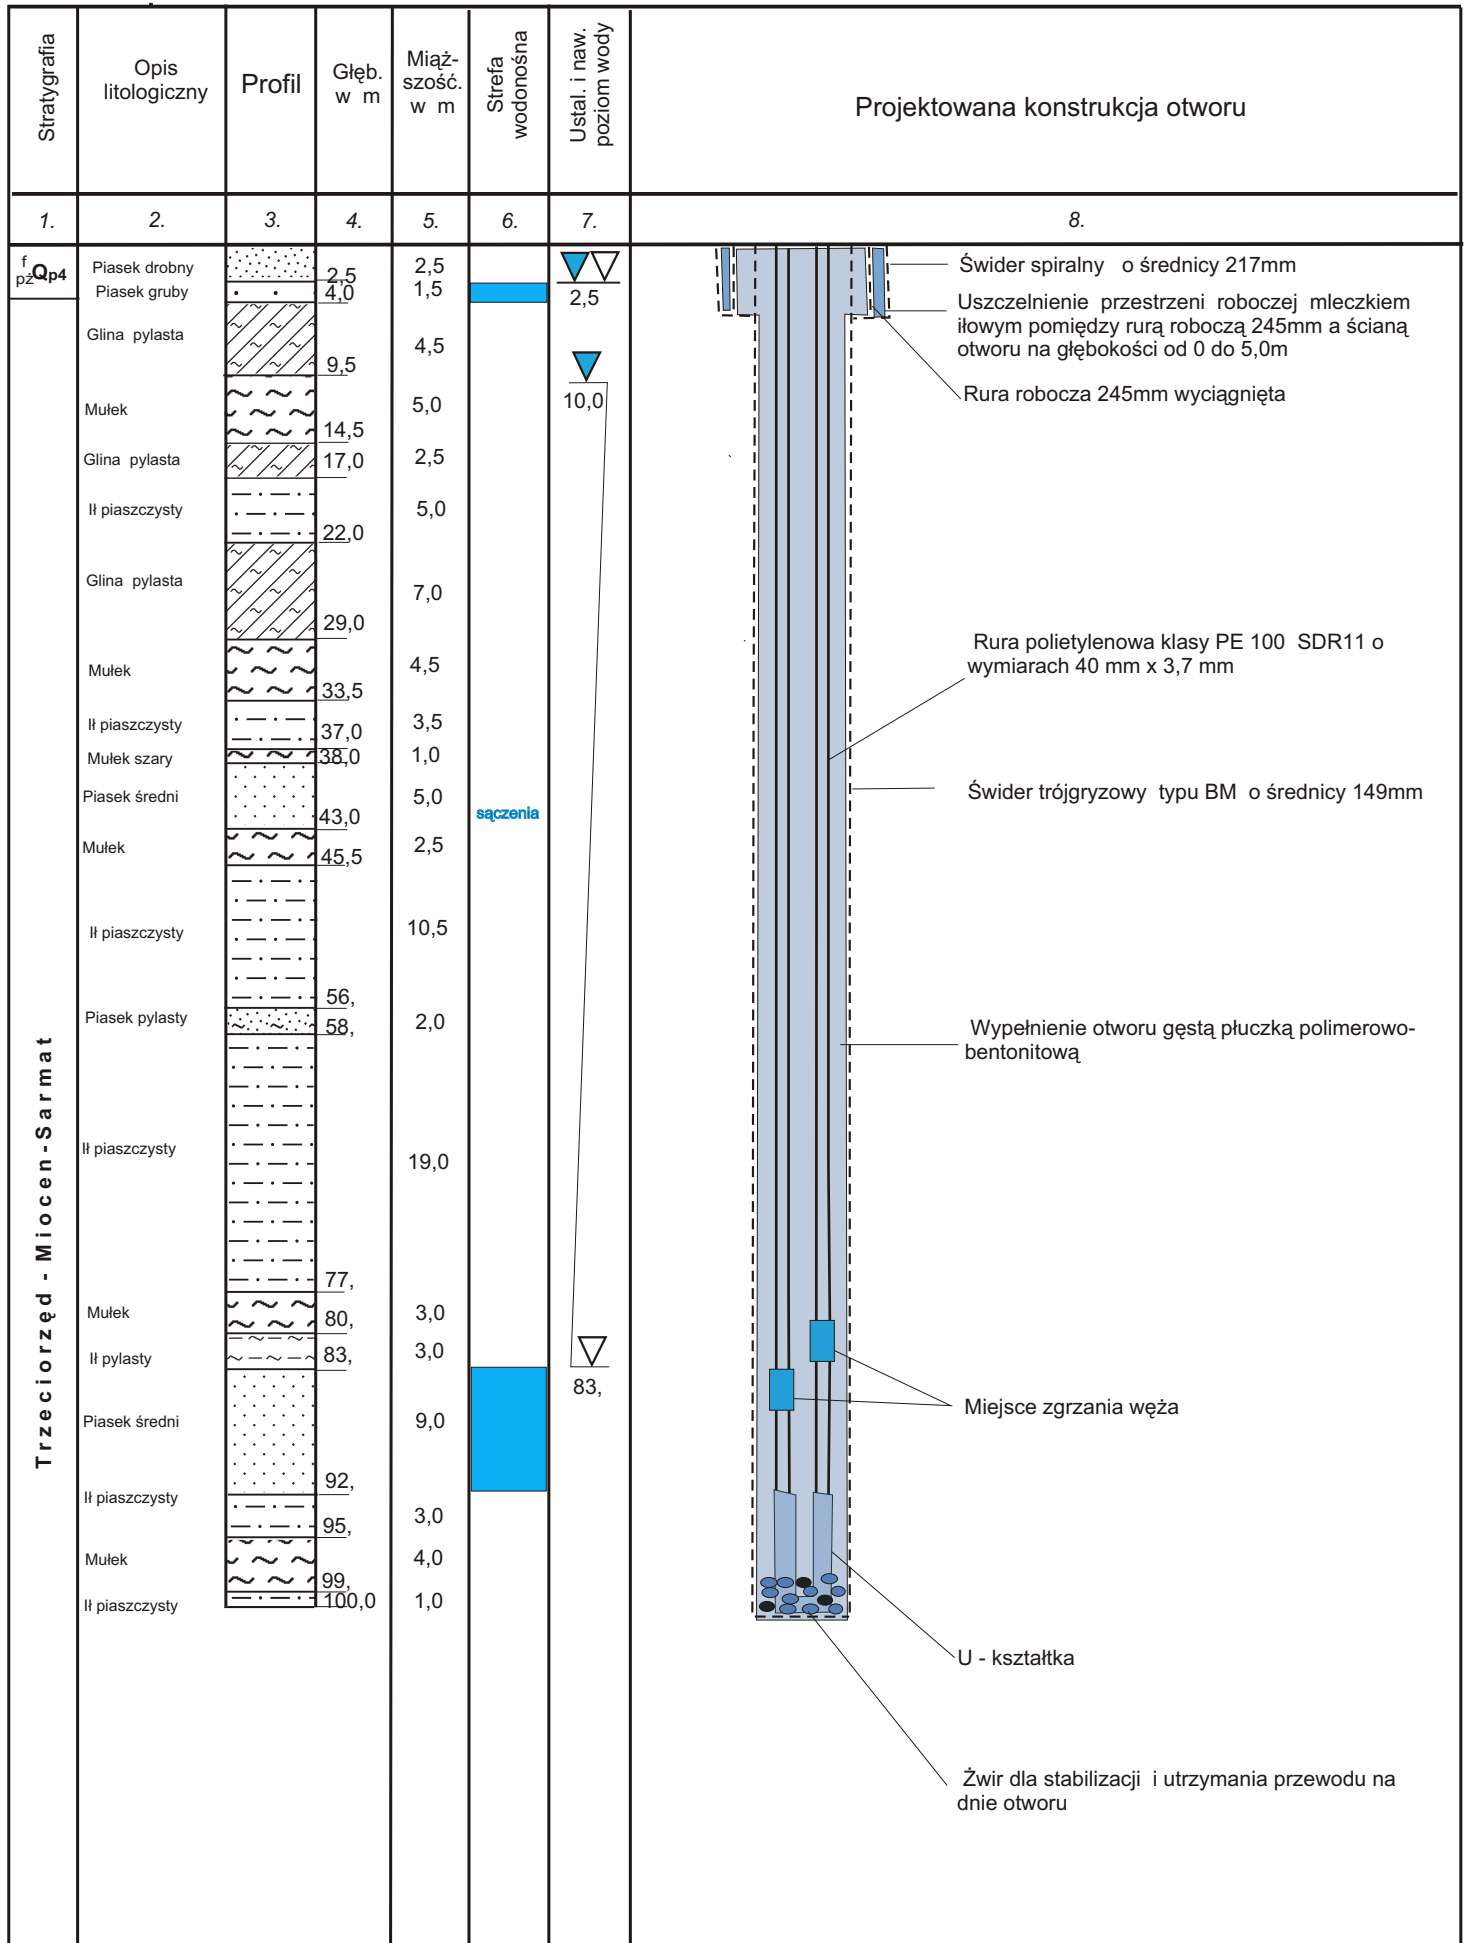 Stratygrafia
Opis
litologiczny
Profil
Głęb.
w m
Miąż-
szość.
w m
Strefa
wodonośna
Ustal. i naw.
poziom wody
Projektowana konstrukcja otworu
1.
2.
3.
4.
5.
6.
7.
8.
f
pż Qp4
Piasek drobny
2,5
2,5
Piasek gruby
4,0
1,5
2,5
Glina pylasta
9,5
4,5
10,0
Mułek
14,5
5,0
Glina pylasta
17,0
2,5
Ił piaszczysty
22,0
5,0
Glina pylasta
29,0
7,0
Mułek
33,5
4,5
Ił piaszczysty
37,0
3,5
Mułek szary
38,0
1,0
Piasek średni
43,0
5,0
sączenia
Mułek
45,5
2,5
Ił piaszczysty
56,
10,5
Piasek pylasty
58,
2,0
Ił piaszczysty
77,
19,0
Mułek
80,
3,0
Ił pylasty
83,
3,0
83,
Piasek średni
92,
9,0
Ił piaszczysty
95,
3,0
Mułek
99,
4,0
Ił piaszczysty
100,0
1,0
Trzeciorzęd - Miocen-Sarmat
Świder spiralny o średnicy 217mm
Uszczelnienie przestrzeni roboczej mleczkiem
iłowym pomiędzy rurą roboczą 245mm a ścianą
otworu na głębokości od 0 do 5,0m
Rura robocza 245mm wyciągnięta
Rura polietylenowa klasy PE 100 SDR11 o
wymiarach 40 mm x 3,7 mm
Świder trójgryzowy typu BM o średnicy 149mm
Wypełnienie otworu gęstą płuczką polimerowo-
bentonitową
Miejsce zgrzania węża
U - kształtka
Żwir dla stabilizacji i utrzymania przewodu na
dnie otworu